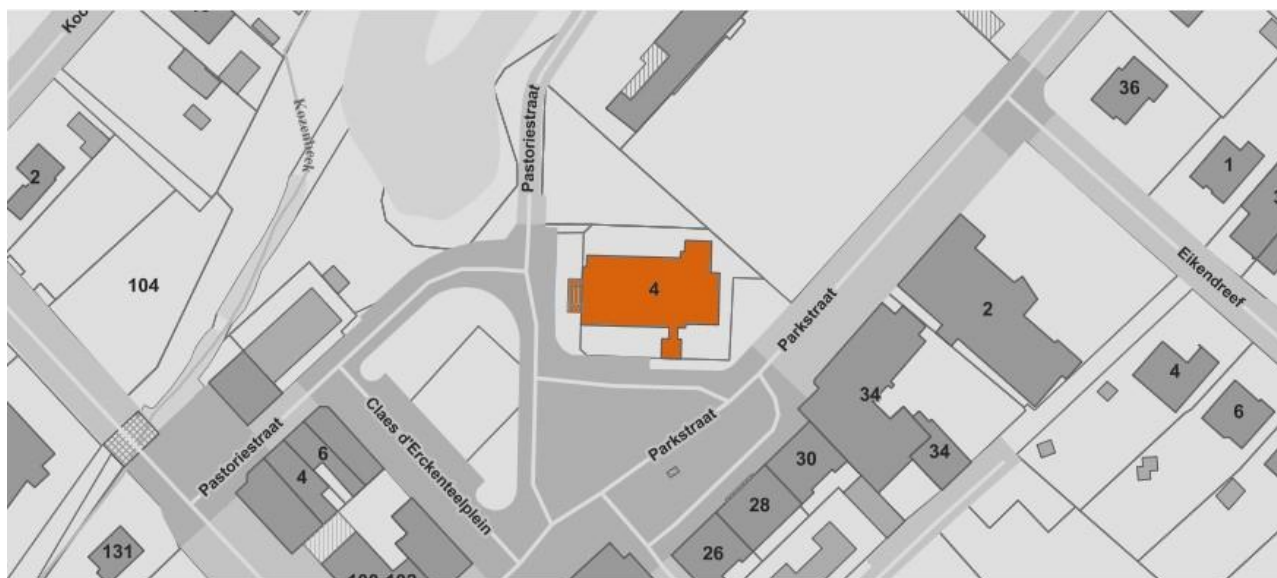 Pastoriestraat
Kozenbeek
36
1
2
104
4
Eikendreef
Parkstraat
2
34
4
6
Claes d'Erckenteelplein
Parkstraat
Pastoriestraat
6
4
30
34
28
26
131